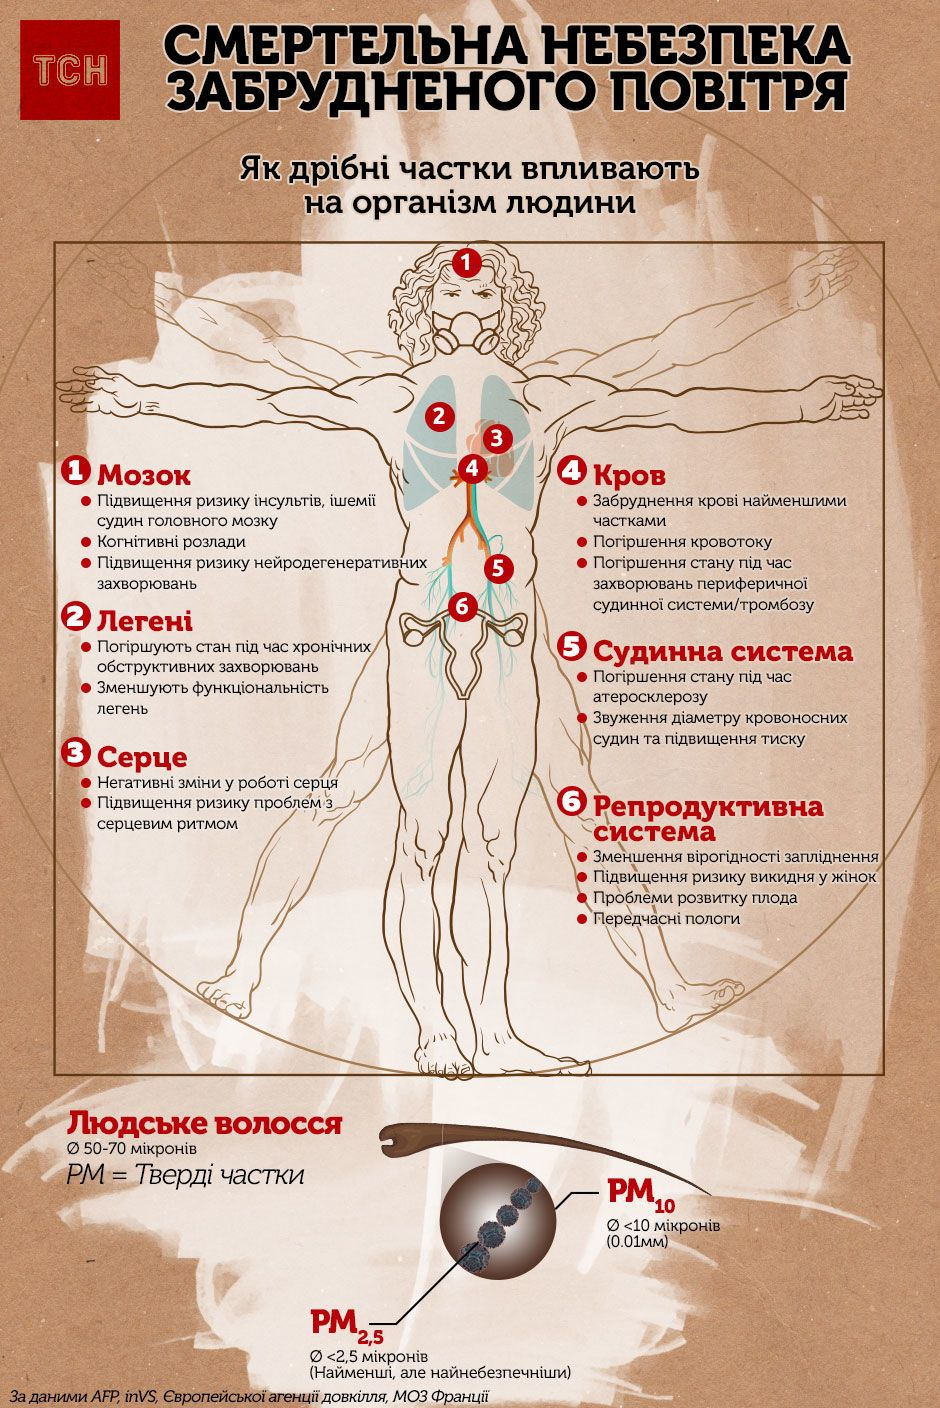 ТСН
СМЕРТЕЛЬНА НЕБЕЗПЕКА
ЗАБРУДНЕНОГО ПОВІТРЯ
Як дрібні частки впливають
на організм людини
1
2
3
4
5
6
1 Мозок
Підвищення ризику інсультів, ішемії
судин головного мозку
Когнітивні розлади
Підвищення ризику нейродегенеративних
захворювань
2 Легені
Погіршують стан під час хронічних
обструктивних захворювань
Зменшують функціональність
легень
3 Серце
Негативні зміни у роботі серця
Підвищення ризику проблем з
серцевим ритмом
4 Кров
Забруднення крові найменшими
частками
Погіршення кровотоку
Погіршення стану під час
захворювань периферичної
судинної системи/тромбозу
5 Судинна система
Погіршення стану під час
атеросклерозу
Звуження діаметру кровоносних
судин та підвищення тиску
6 Репродуктивна
система
Зменшення вірогідності запліднення
Підвищення ризику викидня у жінок
Проблеми розвитку плода
Передчасні пологи
Людське волосся
Ø 50-70 мікронів
PM = Тверді частки
PM10
Ø <10 мікронів
(0.01мм)
PM2,5
Ø <2,5 мікронів
(Найменші, але найнебезпечніши)
За даними AFP, inVS, Європейської агенції довкілля, МОЗ Франції